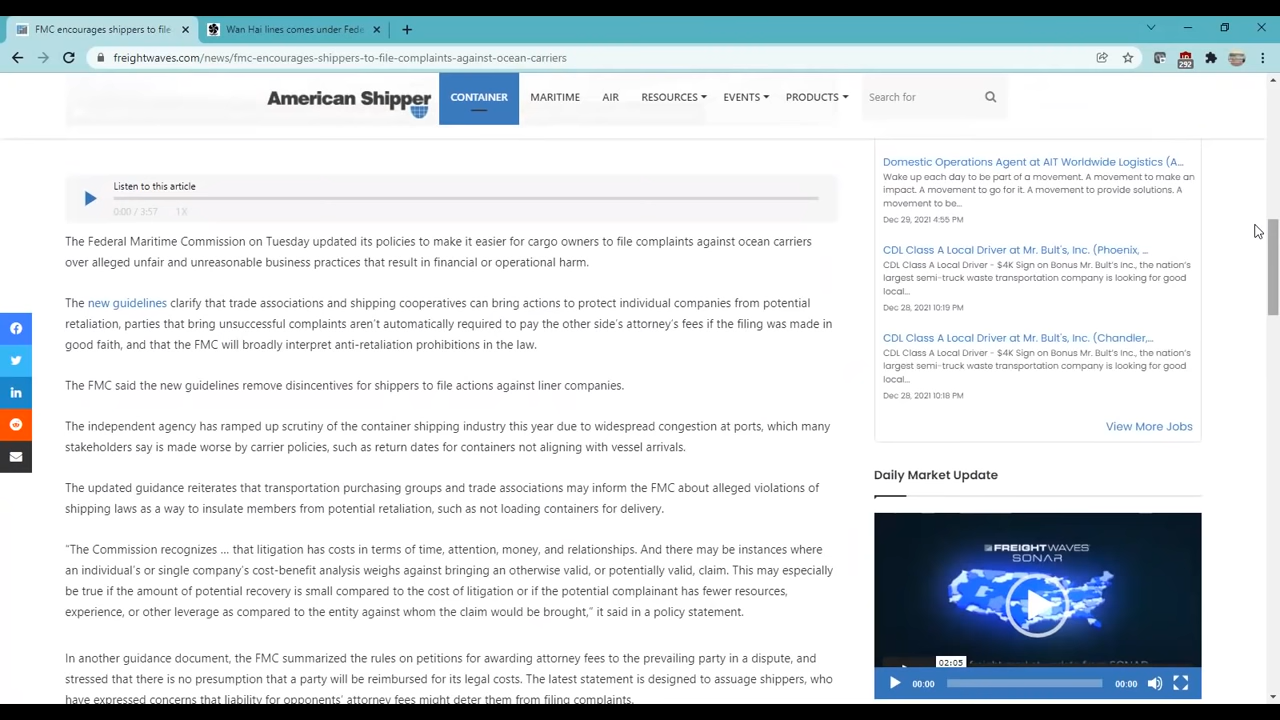 FMC encourages shippers to file
Wan Hai lines comes under Fede
freightwaves.com/news/fmc-encourages-shippers-to-file-complaints-against-ocean-carriers
292
American Shipper
CONTAINER
MARITIME
AIR
RESOURCES
EVENTS
PRODUCTS
Search for
Listen to this article
0:00 / 3:57 1X
The Federal Maritime Commission on Tuesday updated its policies to make it easier for cargo owners to file complaints against ocean carriers
over alleged unfair and unreasonable business practices that result in financial or operational harm.
The new guidelines clarify that trade associations and shipping cooperatives can bring actions to protect individual companies from potential
retaliation, parties that bring unsuccessful complaints aren't automatically required to pay the other side's attorney's fees if the filing was made in
good faith, and that the FMC will broadly interpret anti-retaliation prohibitions in the law.
The FMC said the new guidelines remove disincentives for shippers to file actions against liner companies.
The independent agency has ramped up scrutiny of the container shipping industry this year due to widespread congestion at ports, which many
stakeholders say is made worse by carrier policies, such as return dates for containers not aligning with vessel arrivals.
The updated guidance reiterates that transportation purchasing groups and trade associations may inform the FMC about alleged violations of
shipping laws as a way to insulate members from potential retaliation, such as not loading containers for delivery.
"The Commission recognizes … that litigation has costs in terms of time, attention, money, and relationships. And there may be instances where
an individual's or single company's cost-benefit analysis weighs against bringing an otherwise valid, or potentially valid, claim. This may especially
be true if the amount of potential recovery is small compared to the cost of litigation or if the potential complainant has fewer resources,
experience, or other leverage as compared to the entity against whom the claim would be brought," it said in a policy statement.
In another guidance document, the FMC summarized the rules on petitions for awarding attorney fees to the prevailing party in a dispute, and
stressed that there is no presumption that a party will be reimbursed for its legal costs. The latest statement is designed to assuage shippers, who
have expressed concerns that liability for opponents' attorney fees might deter them from filing complaints.
Domestic Operations Agent at AIT Worldwide Logistics (A...
Wake up each day to be part of a movement. A movement to make an
impact. A movement to go for it. A movement to provide solutions. A
movement to be...
Dec 29, 2021 4:55 PM
CDL Class A Local Driver at Mr. Bult's, Inc. (Phoenix, ...
CDL Class A Local Driver - $4K Sign on Bonus Mr. Bult's Inc., the nation's
largest semi-truck waste transportation company is looking for good
local...
Dec 28, 2021 10:19 PM
CDL Class A Local Driver at Mr. Bult's, Inc. (Chandler,...
CDL Class A Local Driver - $4K Sign on Bonus Mr. Bult's Inc., the nation's
largest semi-truck waste transportation company is looking for good
local...
Dec 28, 2021 10:18 PM
View More Jobs
Daily Market Update
FREIGHTWAVES
SONAR
02:05
00:00
00:00